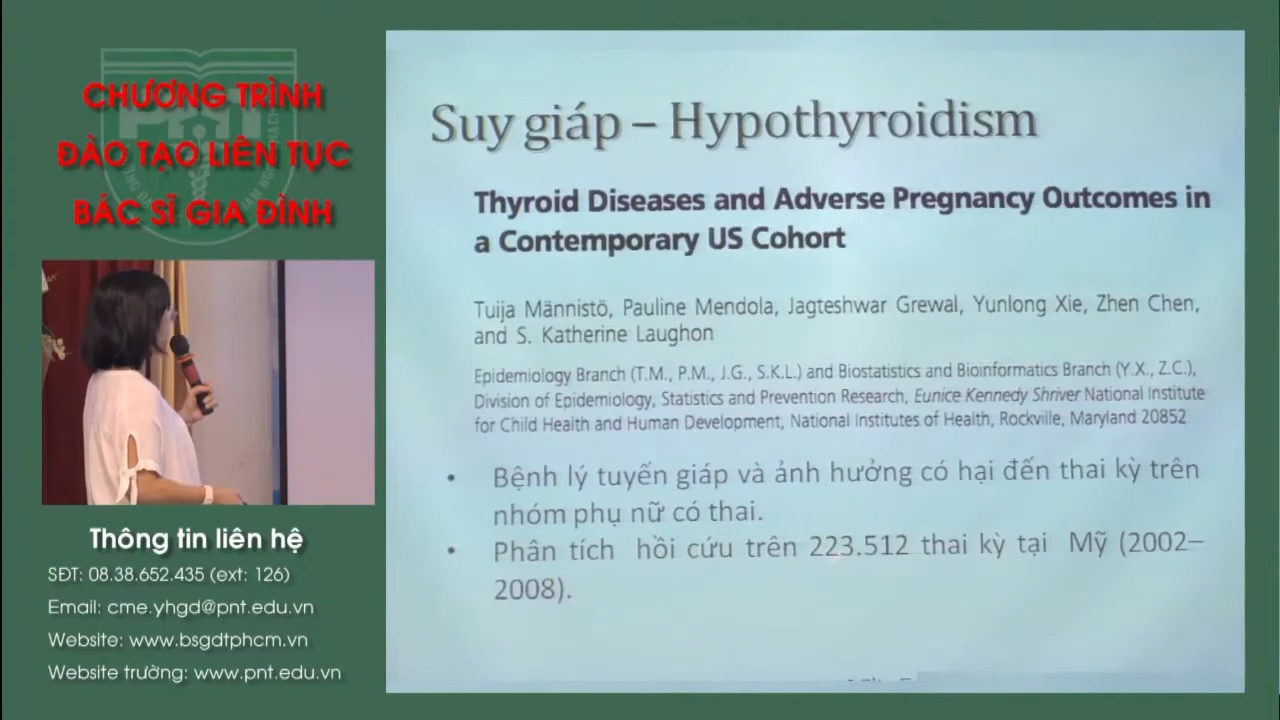 CHƯƠNG TRÌNH
ĐÀO TẠO LIÊN TỤC
BÁC SĨ GIA ĐÌNH
Thông tin liên hệ
SĐT: 08.38.652.435 (ext: 126)
Email: cme.yhgd@pnt.edu.vn
Website: www.bsgdtphcm.vn
Website trường: www.pnt.edu.vn
Suy giáp – Hypothyroidism
Thyroid Diseases and Adverse Pregnancy Outcomes in
a Contemporary US Cohort
Tuija Männistö, Pauline Mendola, Jagteshwar Grewal, Yunlong Xie, Zhen Chen,
and S. Katherine Laughon
Epidemiology Branch (T.M., P.M., J.G., S.K.L.) and Biostatistics and Bioinformatics Branch (Y.X., Z.C.),
Division of Epidemiology, Statistics and Prevention Research, Eunice Kennedy Shriver National Institute
for Child Health and Human Development, National Institutes of Health, Rockville, Maryland 20852
• Bệnh lý tuyến giáp và ảnh hưởng có hại đến thai kỳ trên
nhóm phụ nữ có thai.
• Phân tích hồi cứu trên 223.512 thai kỳ tại Mỹ (2002–
2008).